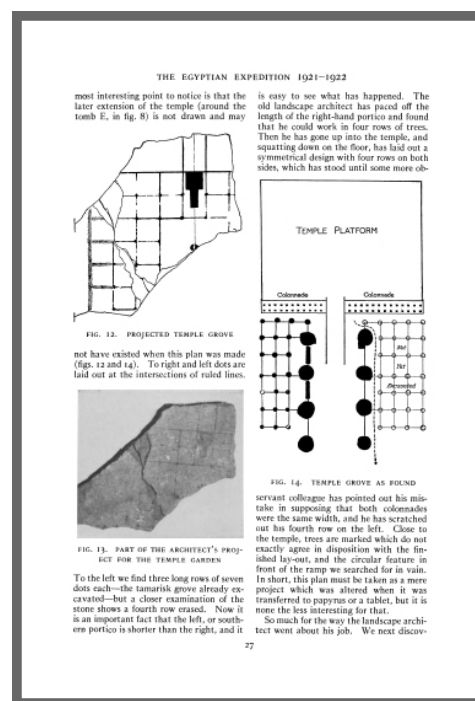 THE EGYPTIAN EXPEDITION 1921–1922
most interesting point to notice is that the
later extension of the temple (around the
tomb E, in fig. 8) is not drawn and may
FIG. 12. PROJECTED TEMPLE GROVE
not have existed when this plan was made
(figs. 12 and 14). To right and left dots are
laid out at the intersections of ruled lines.
FIG. 13. PART OF THE ARCHITECT'S PROJ-
ECT FOR THE TEMPLE GARDEN
To the left we find three long rows of seven
dots each—the tamarisk grove already ex-
cavated—but a closer examination of the
stone shows a fourth row erased. Now it
is an important fact that the left, or south-
ern portico is shorter than the right, and it
is easy to see what has happened. The
old landscape architect has paced off the
length of the right-hand portico and found
that he could work in four rows of trees.
Then he has gone up into the temple, and
squatting down on the floor, has laid out a
symmetrical design with four rows on both
sides, which has stood until some more ob-
TEMPLE PLATFORM
Colonnade
Colonnade
Not
Yet
Excavated
FIG. 14. TEMPLE GROVE AS FOUND
servant colleague has pointed out his mis-
take in supposing that both colonnades
were the same width, and he has scratched
out his fourth row on the left. Close to
the temple, trees are marked which do not
exactly agree in disposition with the fin-
ished lay-out, and the circular feature in
front of the ramp we searched for in vain.
In short, this plan must be taken as a mere
project which was altered when it was
transferred to papyrus or a tablet, but it is
none the less interesting for that.
So much for the way the landscape archi-
tect went about his job. We next discov-
27